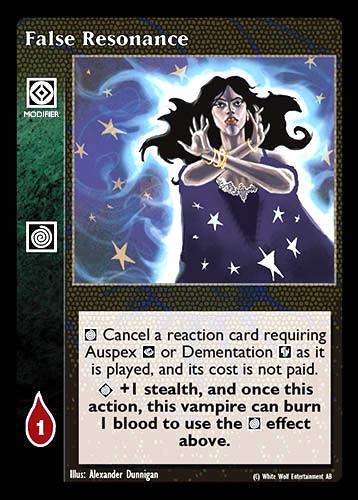 False Resonance
MODIFIER
Cancel a reaction card requiring
Auspex or Dementation as it
is played, and its cost is not paid.
+1 stealth, and once this
action, this vampire can burn
1 blood to use the effect
above.
1
Illus: Alexander Dunnigan (C) White Wolf Entertainment AB